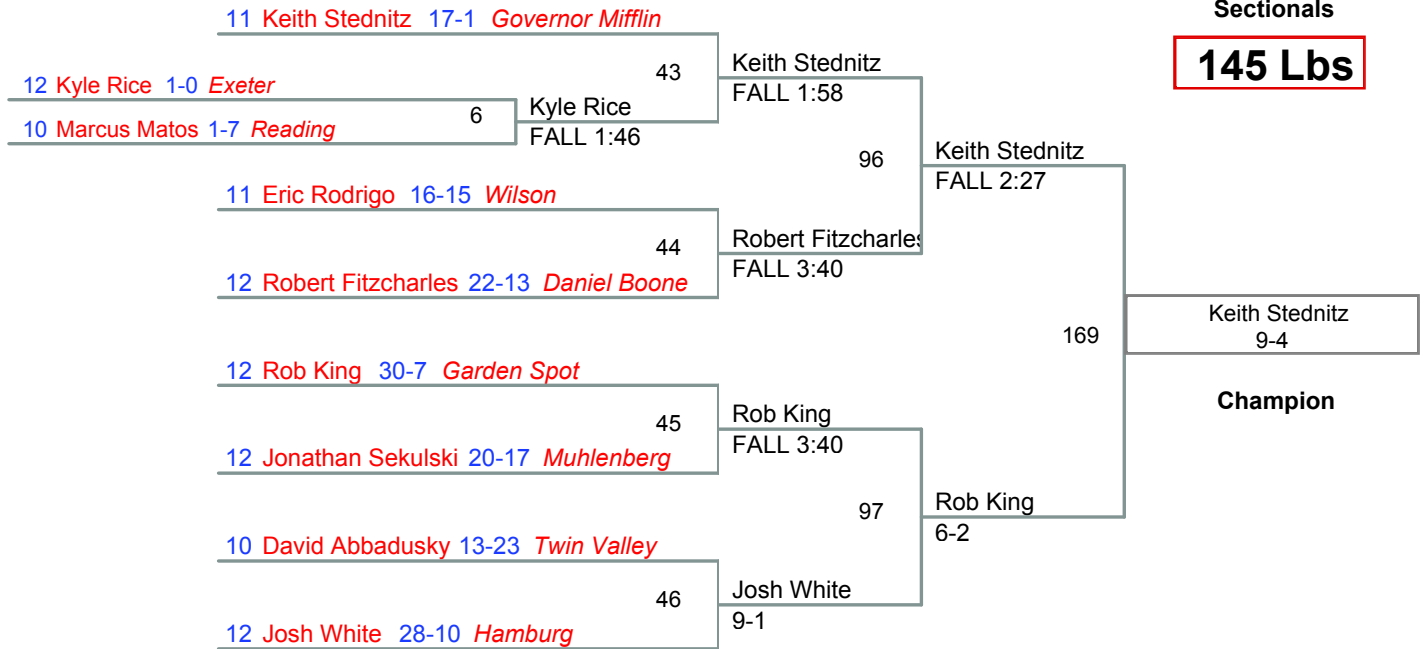 Sectionals
145 Lbs
11 Keith Stednitz 17-1 Governor Mifflin
43
Keith Stednitz
FALL 1:58
12 Kyle Rice 1-0 Exeter
6
Kyle Rice
FALL 1:46
10 Marcus Matos 1-7 Reading
96
Keith Stednitz
FALL 2:27
11 Eric Rodrigo 16-15 Wilson
44
Robert Fitzcharles
FALL 3:40
12 Robert Fitzcharles 22-13 Daniel Boone
169
Keith Stednitz
9-4
Champion
12 Rob King 30-7 Garden Spot
45
Rob King
FALL 3:40
12 Jonathan Sekulski 20-17 Muhlenberg
97
Rob King
6-2
10 David Abbadusky 13-23 Twin Valley
46
Josh White
9-1
12 Josh White 28-10 Hamburg